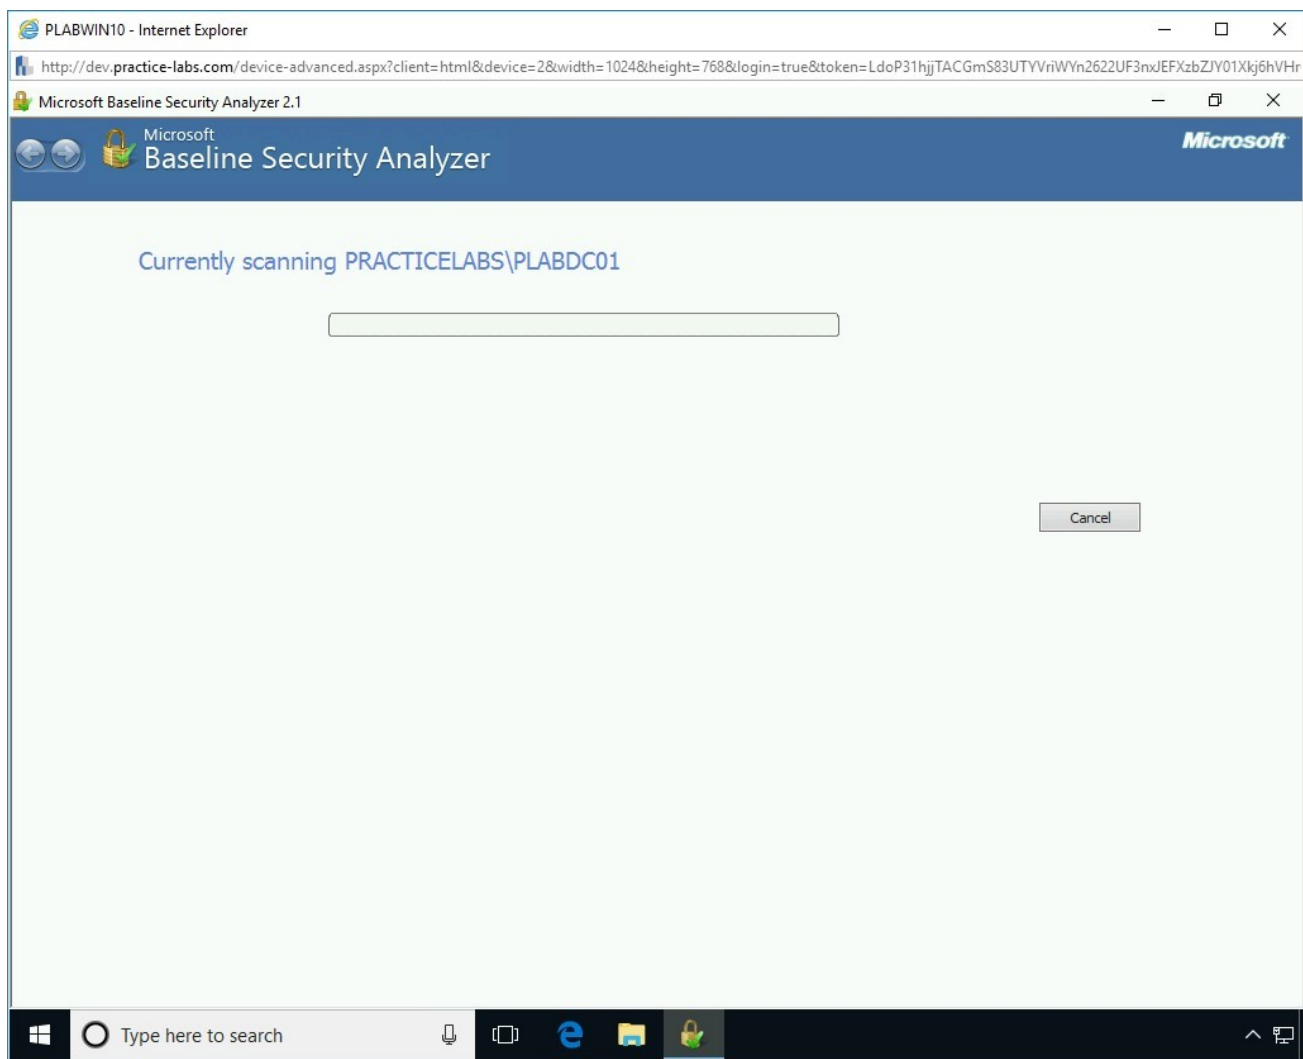 PLABWIN10 - Internet Explorer
http://dev.practice-labs.com/device-advanced.aspx?client=html&device=2&width=1024&height=768&login=true&token=LdoP31hjjTACGmS83UTYVriWYn2622UF3nxJEFXzbZJY01Xkj6hVHr
Microsoft Baseline Security Analyzer 2.1
Microsoft
Baseline Security Analyzer
Microsoft
Currently scanning PRACTICELABS\PLABDC01
Cancel
Type here to search